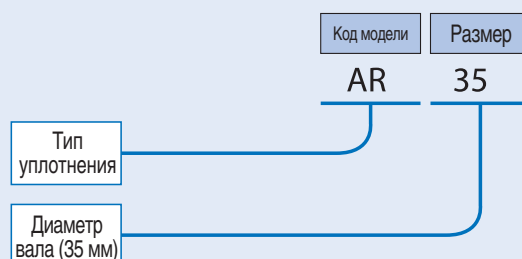 Код модели Размер
AR 35
Тип
уплотнения
Диаметр
вала (35 мм)